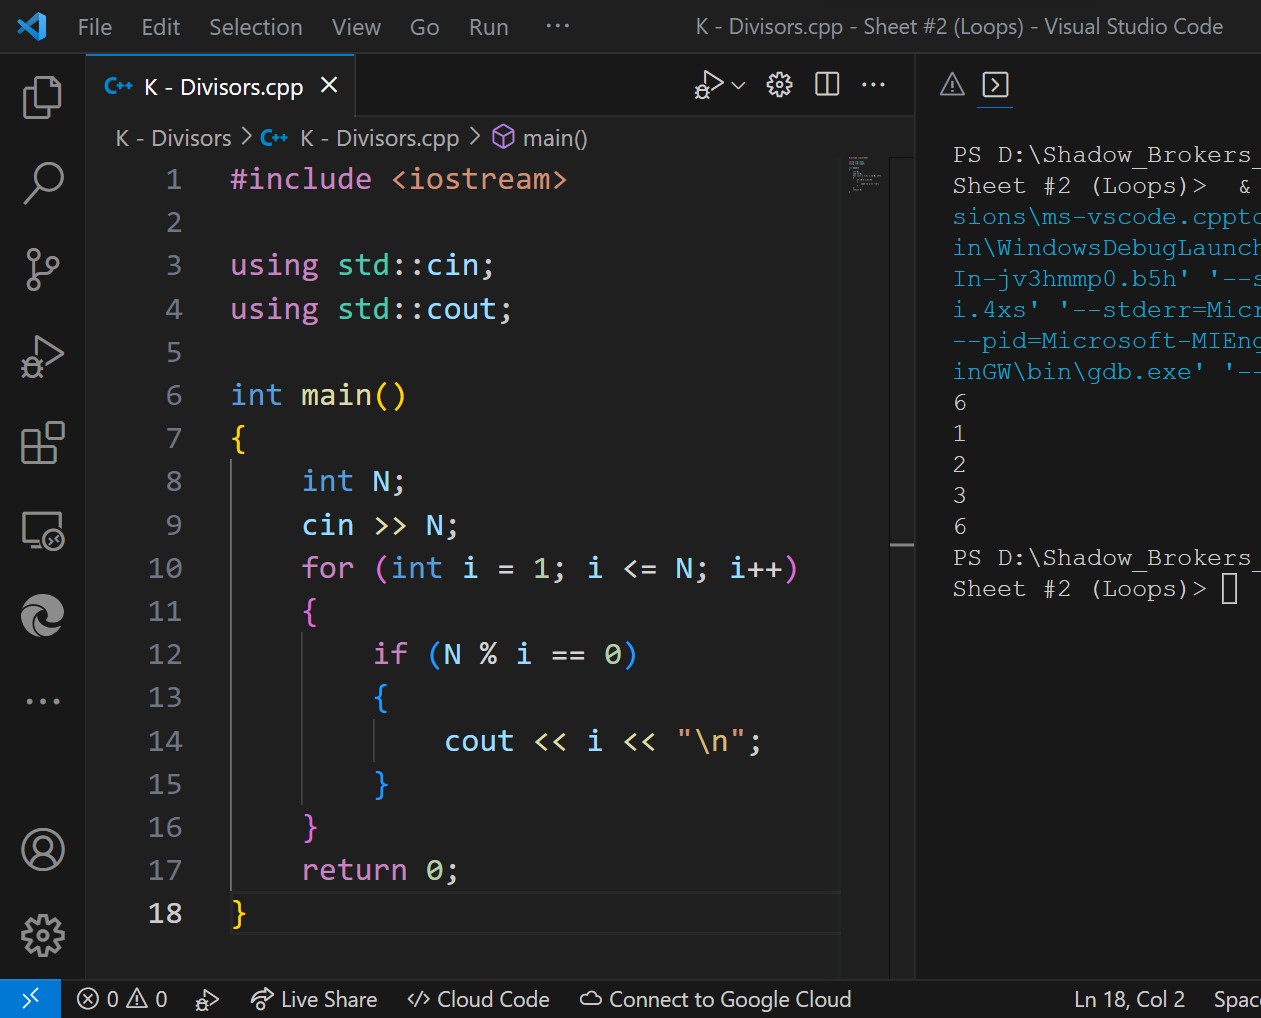 File Edit Selection View Go Run ··· K - Divisors.cpp - Sheet #2 (Loops) - Visual Studio Code
C++ K - Divisors.cpp
K - Divisors > C++ K - Divisors.cpp > main()
1 #include <iostream>
2
3 using std::cin;
4 using std::cout;
5
6 int main()
7 {
8 int N;
9 cin >> N;
10 for (int i = 1; i <= N; i++)
11 {
12 if (N % i == 0)
13 {
14 cout << i << "\n";
15 }
16 }
17 return 0;
18 }
PS D:\Shadow_Brokers_
Sheet #2 (Loops)> &
sions\ms-vscode.cppto
in\WindowsDebugLaunch
In-jv3hmmp0.b5h' '--s
i.4xs' '--stderr=Micr
--pid=Microsoft-MIEng
inGW\bin\gdb.exe' '--
6
1
2
3
6
PS D:\Shadow_Brokers_
Sheet #2 (Loops)>
0 0 Live Share Cloud Code Connect to Google Cloud Ln 18, Col 2 Spac